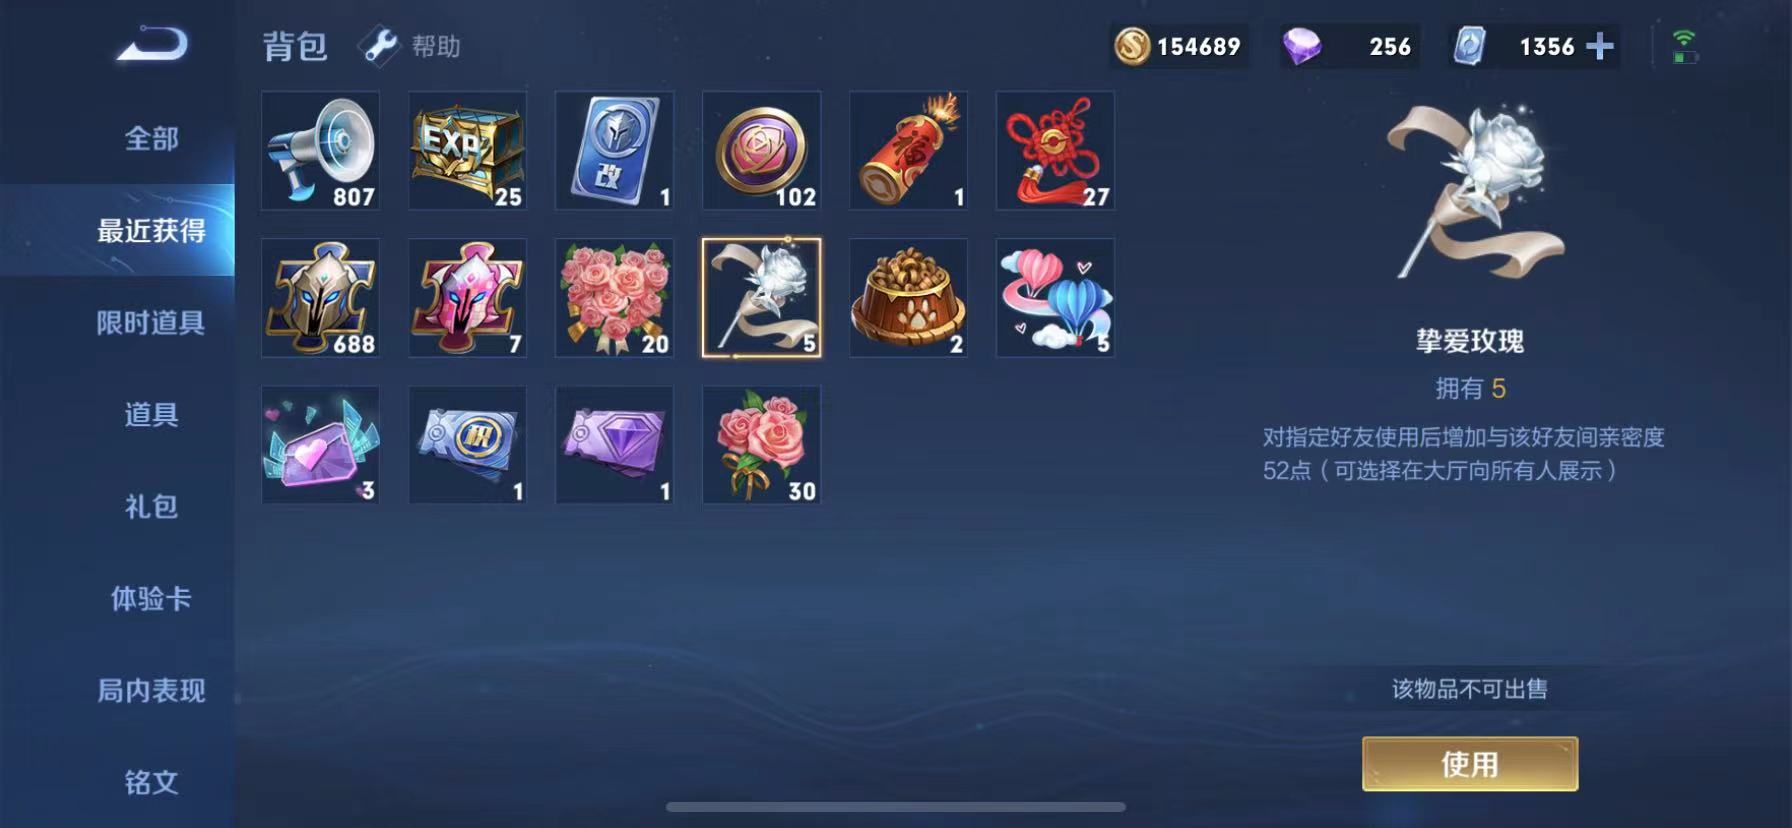 背包 帮助 154689 256 1356
全部
最近获得
限时道具
道具
礼包
体验卡
局内表现
铭文
807 EXP 25 改 1 102 福 1 27
688 7 20 5 2 5
3 积 1 1 30
挚爱玫瑰
拥有 5
对指定好友使用后增加与该好友间亲密度
52点（可选择在大厅向所有人展示）
该物品不可出售
使用